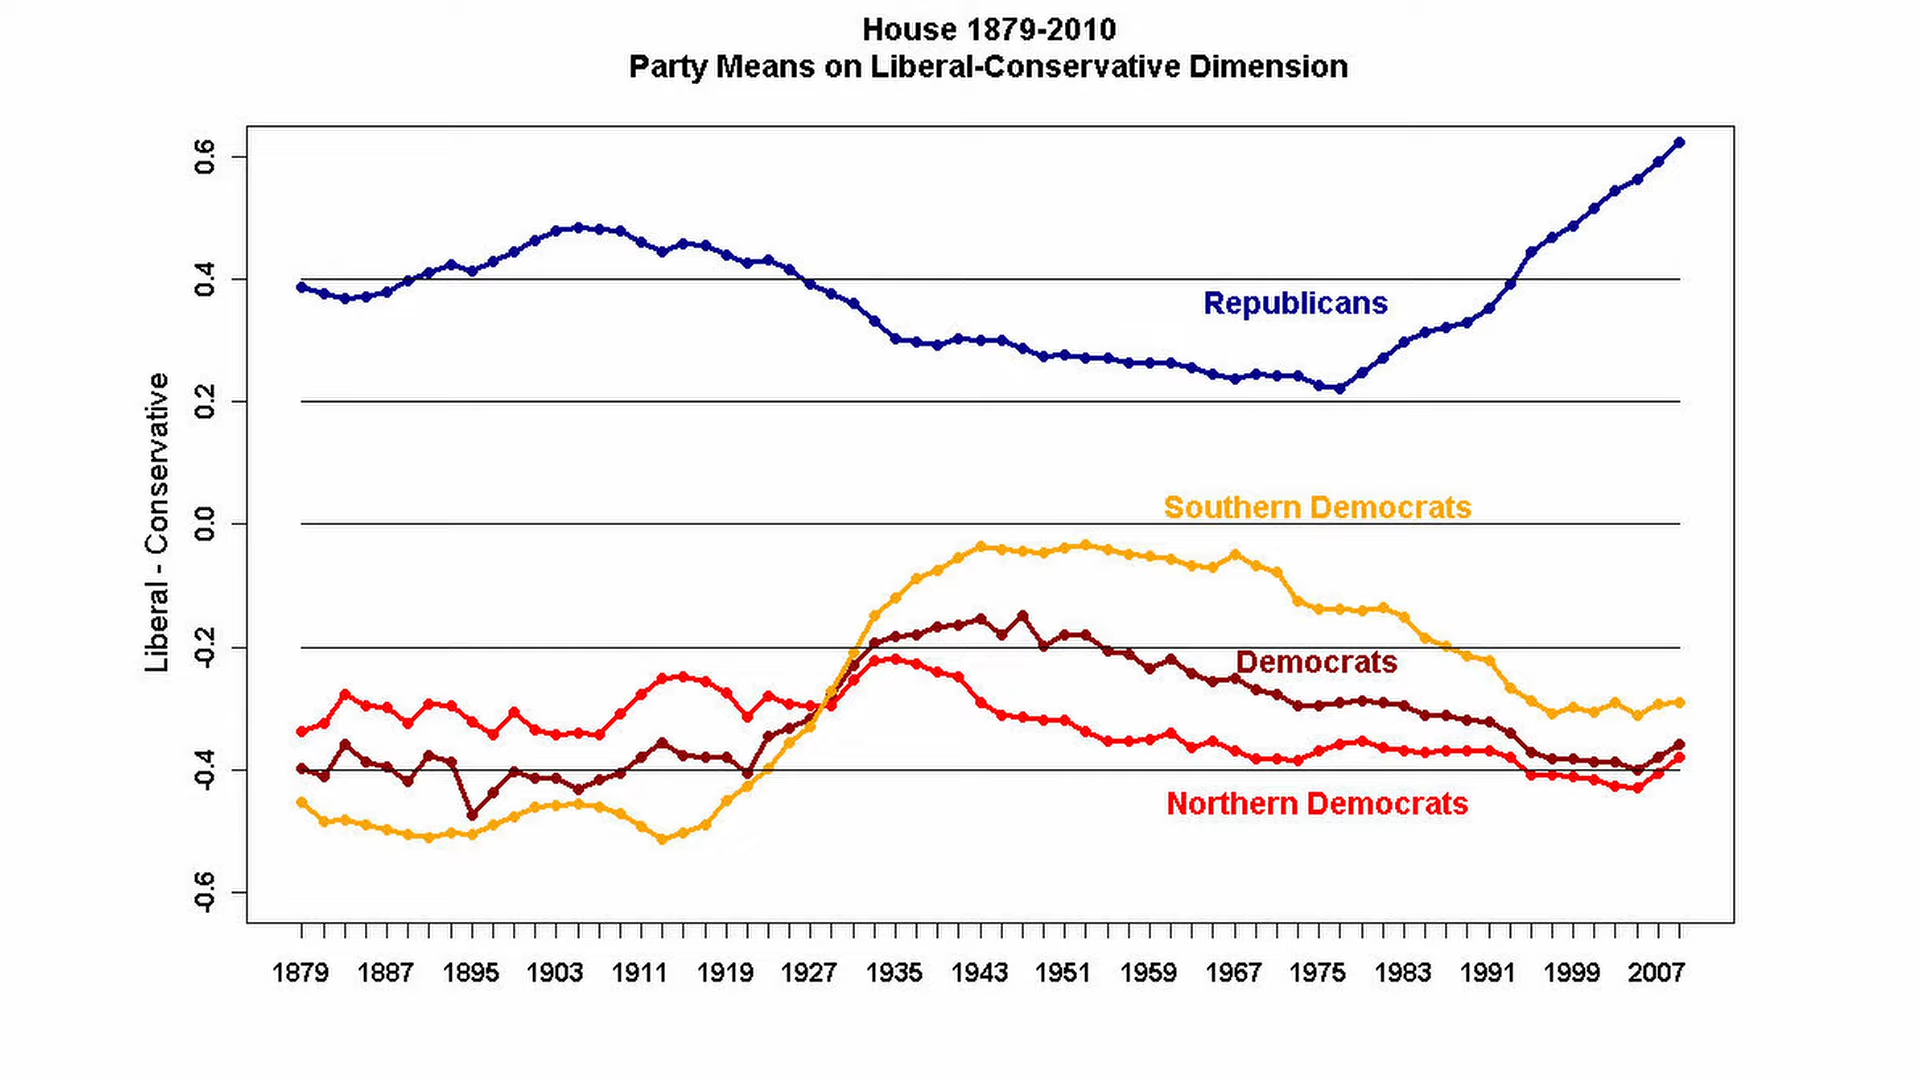 House 1879-2010
Party Means on Liberal-Conservative Dimension
Liberal - Conservative
0.6
0.4
0.2
0.0
-0.2
-0.4
-0.6
Republicans
Southern Democrats
Democrats
Northern Democrats
1879 1887 1895 1903 1911 1919 1927 1935 1943 1951 1959 1967 1975 1983 1991 1999 2007